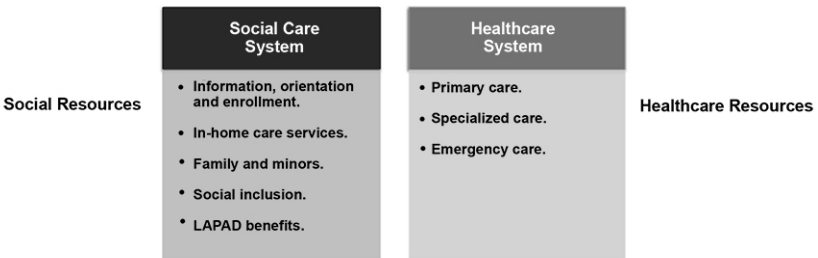 Social Care
System
Healthcare
System
Social Resources
• Information, orientation
and enrollment.
• In-home care services.
• Family and minors.
• Social inclusion.
• LAPAD benefits.
• Primary care.
• Specialized care.
• Emergency care.
Healthcare Resources